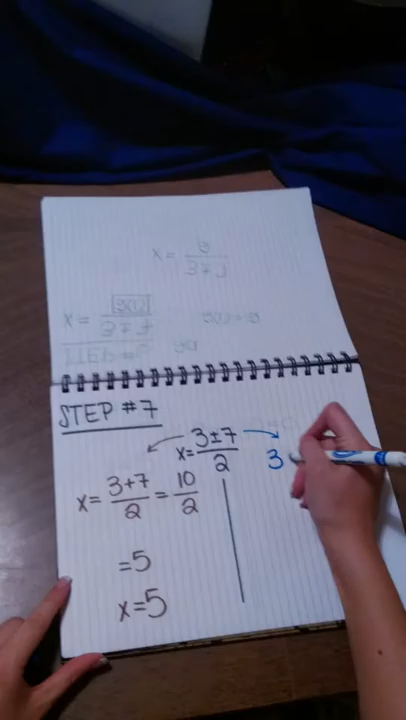 STEP #7
x= 3±7 / 2
x= 3+7 / 2 = 10 / 2
=5
x=5
3